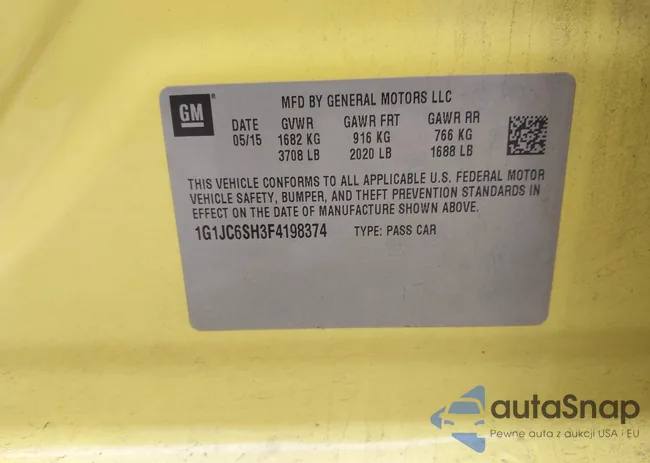 GM
MFD BY GENERAL MOTORS LLC
DATE GVWR GAWR FRT GAWR RR
05/15 1682 KG 916 KG 766 KG
3708 LB 2020 LB 1688 LB
THIS VEHICLE CONFORMS TO ALL APPLICABLE U.S. FEDERAL MOTOR
VEHICLE SAFETY, BUMPER, AND THEFT PREVENTION STANDARDS IN
EFFECT ON THE DATE OF MANUFACTURE SHOWN ABOVE.
1G1JC6SH3F4198374 TYPE: PASS CAR
autaSnap
Pewne auta z aukcji USA i EU